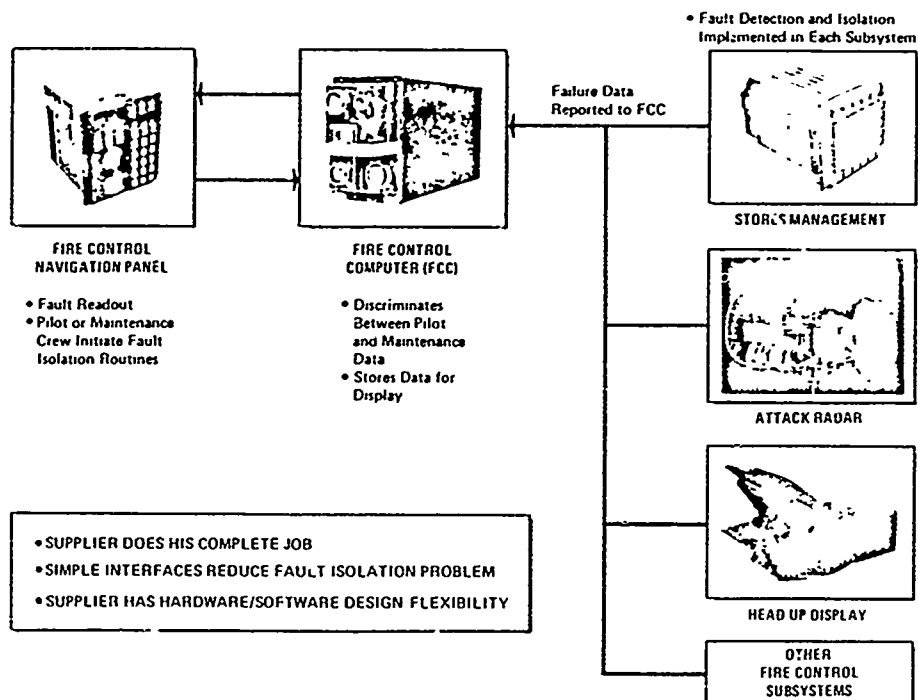 • Fault Detection and Isolation
Implemented in Each Subsystem
Failure Data
Reported to FCC
STORES MANAGEMENT
FIRE CONTROL
NAVIGATION PANEL
• Fault Readout
• Pilot or Maintenance
Crew Initiate Fault
Isolation Routines
FIRE CONTROL
COMPUTER (FCC)
• Discriminates
Between Pilot
and Maintenance
Data
• Stores Data for
Display
ATTACK RADAR
• SUPPLIER DOES HIS COMPLETE JOB
• SIMPLE INTERFACES REDUCE FAULT ISOLATION PROBLEM
• SUPPLIER HAS HARDWARE/SOFTWARE DESIGN FLEXIBILITY
HEAD UP DISPLAY
OTHER
FIRE CONTROL
SUBSYSTEMS